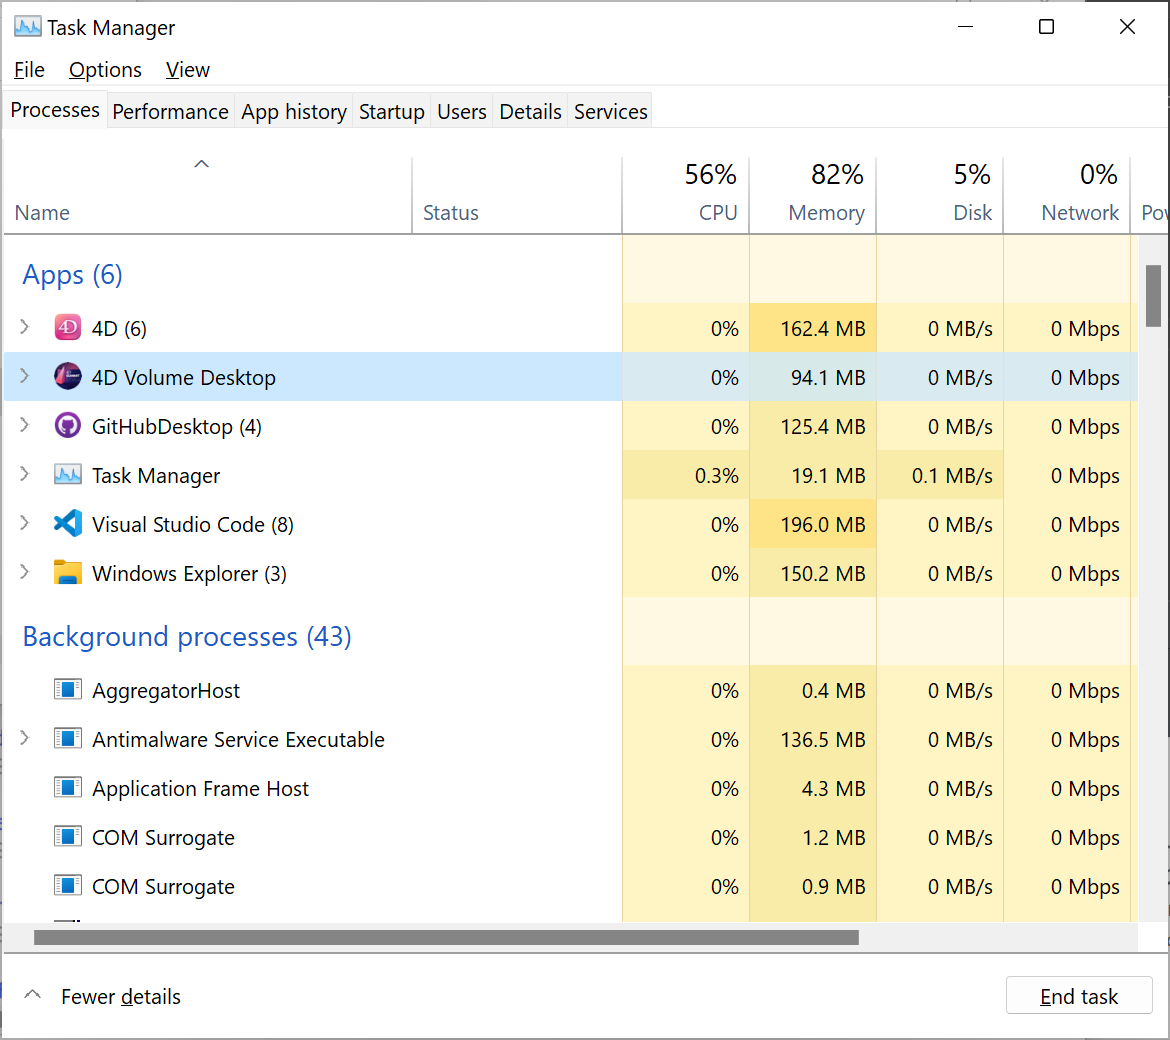 Task Manager
File Options View
Processes Performance App history Startup Users Details Services
56% 82% 5% 0%
Name Status CPU Memory Disk Network
Apps (6)
4D (6) 0% 162.4 MB 0 MB/s 0 Mbps
4D Volume Desktop 0% 94.1 MB 0 MB/s 0 Mbps
GitHubDesktop (4) 0% 125.4 MB 0 MB/s 0 Mbps
Task Manager 0.3% 19.1 MB 0.1 MB/s 0 Mbps
Visual Studio Code (8) 0% 196.0 MB 0 MB/s 0 Mbps
Windows Explorer (3) 0% 150.2 MB 0 MB/s 0 Mbps
Background processes (43)
AggregatorHost 0% 0.4 MB 0 MB/s 0 Mbps
Antimalware Service Executable 0% 136.5 MB 0 MB/s 0 Mbps
Application Frame Host 0% 4.3 MB 0 MB/s 0 Mbps
COM Surrogate 0% 1.2 MB 0 MB/s 0 Mbps
COM Surrogate 0% 0.9 MB 0 MB/s 0 Mbps
Fewer details End task